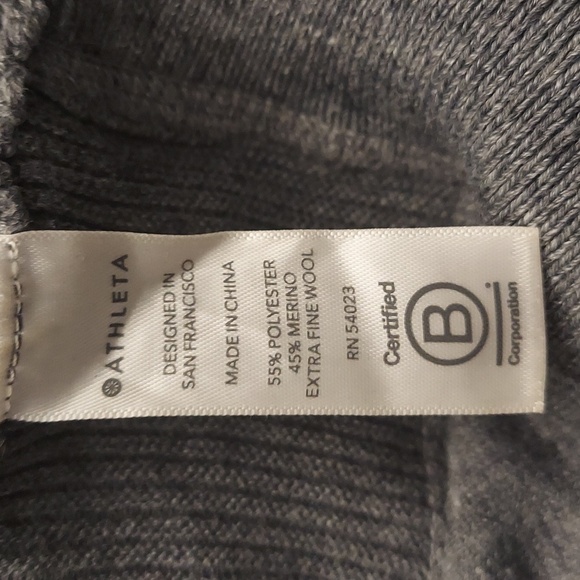 ATHLETA
DESIGNED IN
SAN FRANCISCO
MADE IN CHINA
55% POLYESTER
45% MERINO
EXTRA FINE WOOL
RN 54023
Certified
B
Corporation